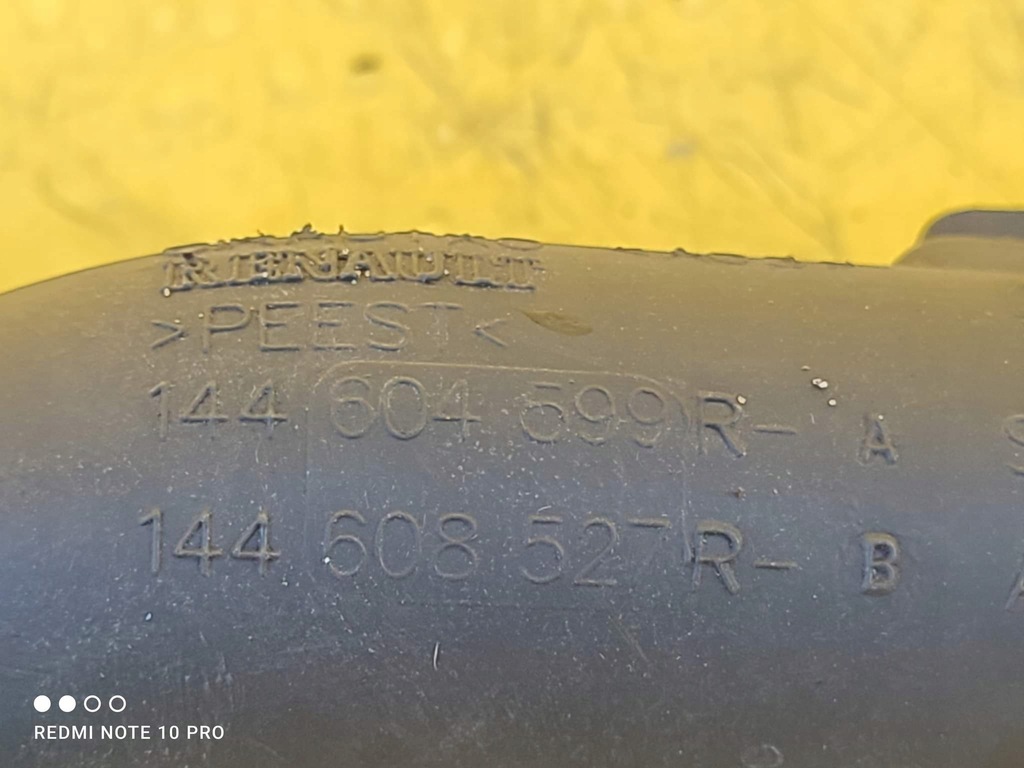 RENAULT
>PEEST<
144 604 599 R- A
144 608 527 R- B
REDMI NOTE 10 PRO